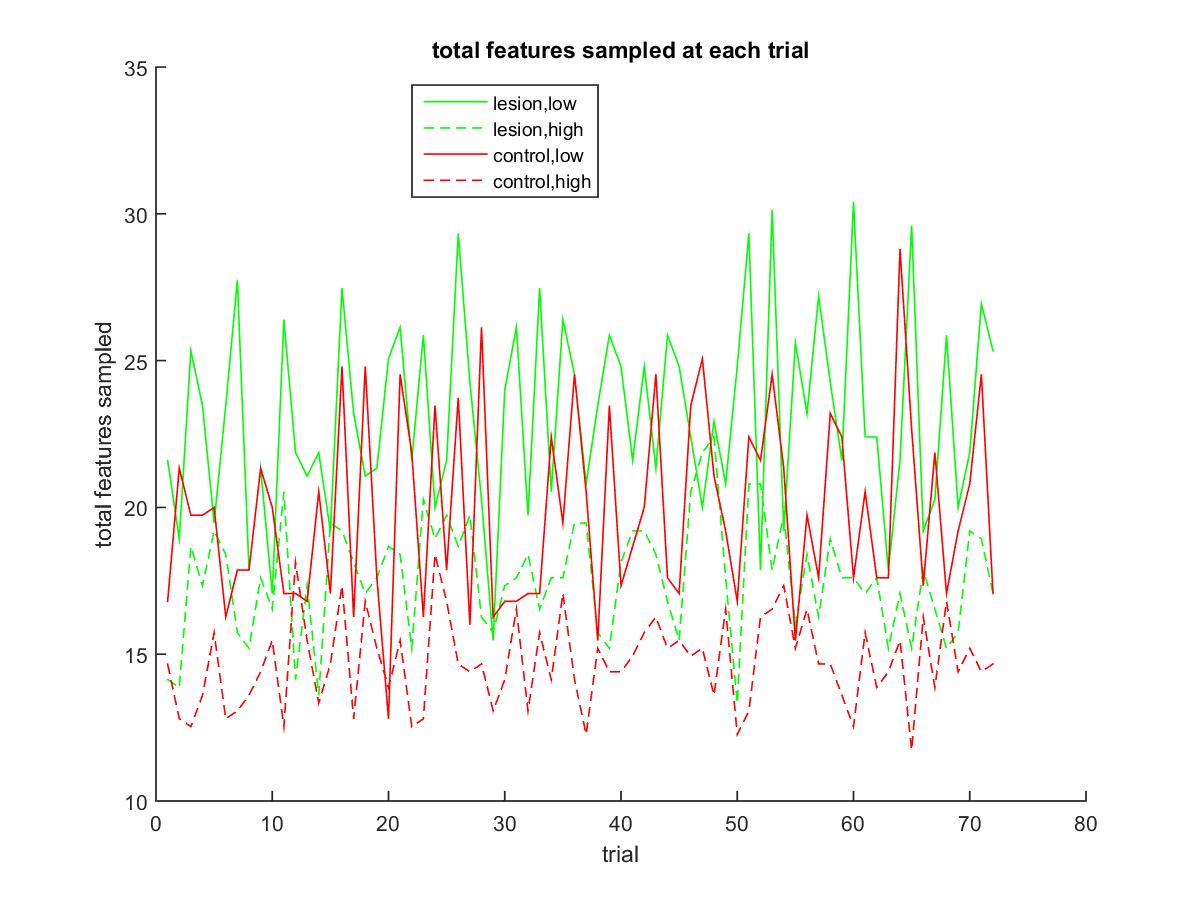 total features sampled at each trial
35
lesion,low
lesion,high
control,low
control,high
30
25
20
15
10
total features sampled
0
10
20
30
40
50
60
70
80
trial